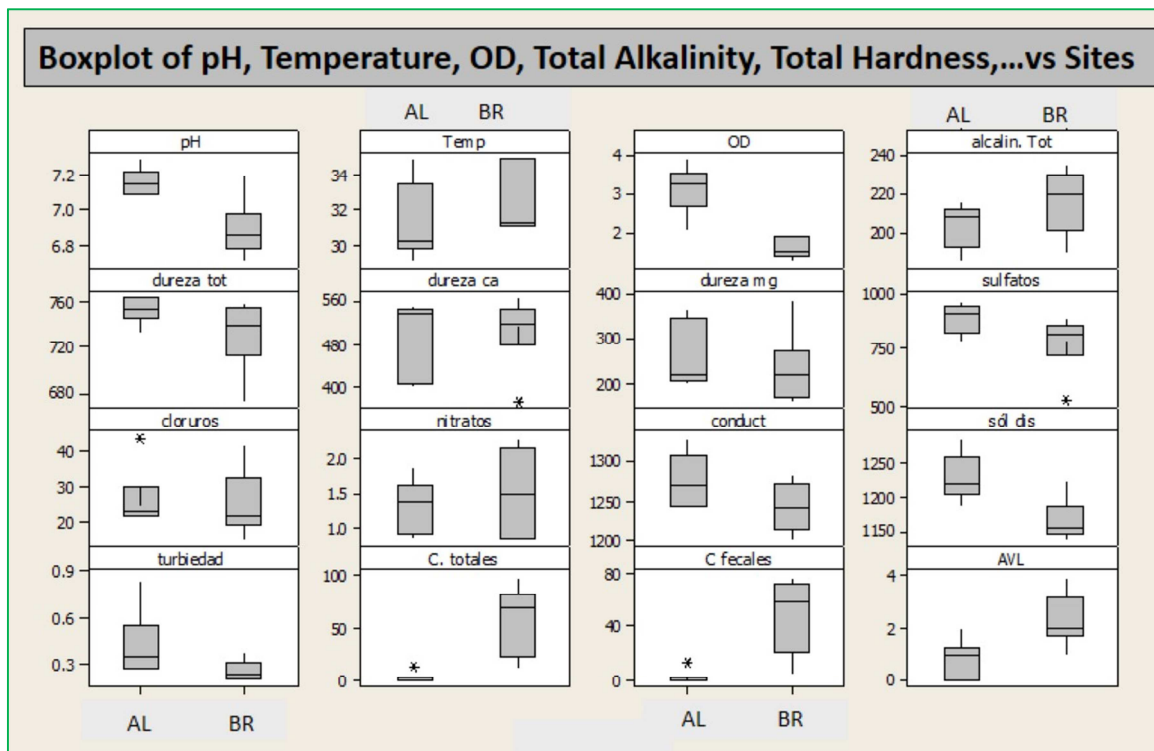 Boxplot of pH, Temperature, OD, Total Alkalinity, Total Hardness,...vs Sites
AL BR AL BR
pH Temp OD alcalin. Tot
7.2 34 4 240
7.0 32 3 220
6.8 30 2 200
dureza tot dureza ca dureza mg sulfatos
760 560 400 1000
720 480 300 750
680 400 200 500
cloruros nitratos conduct sól dis
40 2.0 1300 1250
30 1.5 1250 1200
20 1.0 1200 1150
turbiedad C. totales C fecales AVL
0.9 100 80 4
0.6 50 40 2
0.3 0 0 0
AL BR AL BR